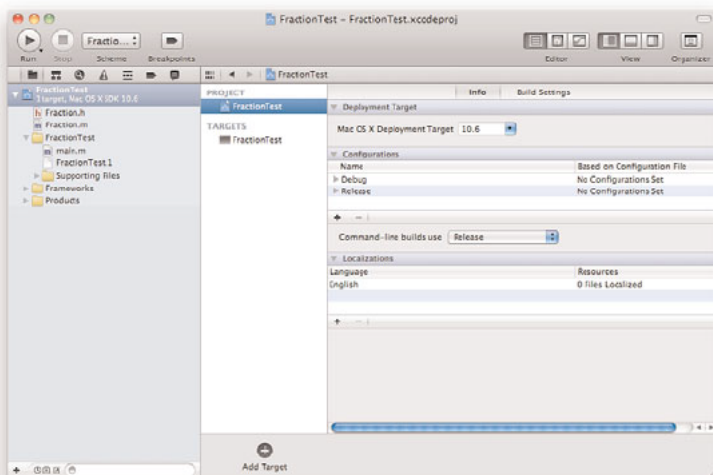 FractionTest – FractionTest.xcodeproj
Fractio...
Run Stop Scheme Breakpoints
Editor View Organizer
FractionTest
FractionTest
1 target, Mac OS X SDK 10.6
Fraction.h
Fraction.m
FractionTest
main.m
FractionTest.1
Supporting Files
Frameworks
Products
PROJECT
FractionTest
TARGETS
FractionTest
Info Build Settings
Deployment Target
Mac OS X Deployment Target 10.6
Configurations
Name Based on Configuration File
Debug No Configurations Set
Release No Configurations Set
Command-line builds use Release
Localizations
Language Resources
English 0 Files Localized
Add Target